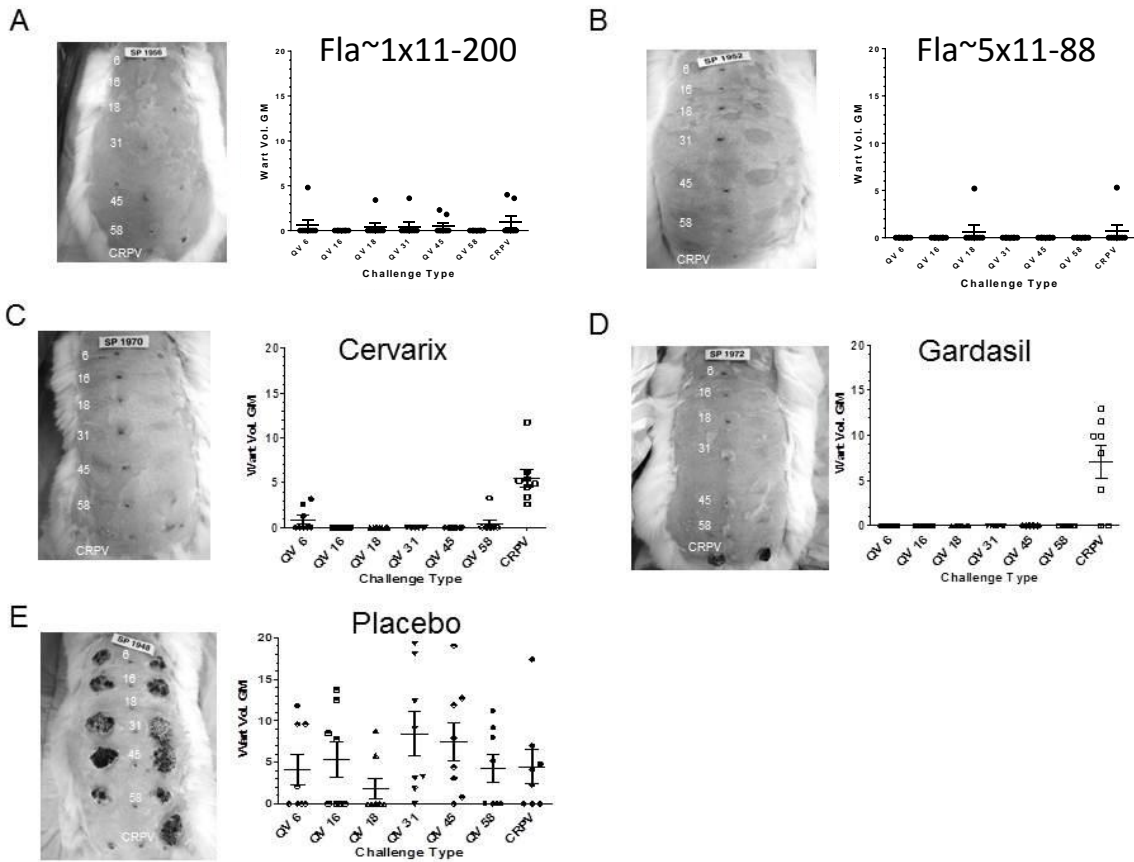 A
SP 1956
6
16
18
31
45
58
CRPV
Fla~1x11-200
Wart Vol. GM
20
15
10
5
0
QV 6
QV 16
QV 18
QV 31
QV 45
QV 58
CRPV
Challenge Type
B
SP 1952
6
16
18
31
45
58
CRPV
Fla~5x11-88
Wart Vol. GM
20
15
10
5
0
QV 6
QV 16
QV 18
QV 31
QV 45
QV 58
CRPV
Challenge Type
C
SP 1970
6
16
18
31
45
58
CRPV
Cervarix
Wart Vol. GM
20
15
10
5
0
QV 6
QV 16
QV 18
QV 31
QV 45
QV 58
CRPV
Challenge Type
D
SP 1972
6
16
18
31
45
58
CRPV
Gardasil
Wart Vol. GM
20
15
10
5
0
QV 6
QV 16
QV 18
QV 31
QV 45
QV 58
CRPV
Challenge Type
E
SP 1948
6
16
18
31
45
58
CRPV
Placebo
Wart Vol. GM
20
15
10
5
0
QV 6
QV 16
QV 18
QV 31
QV 45
QV 58
CRPV
Challenge Type